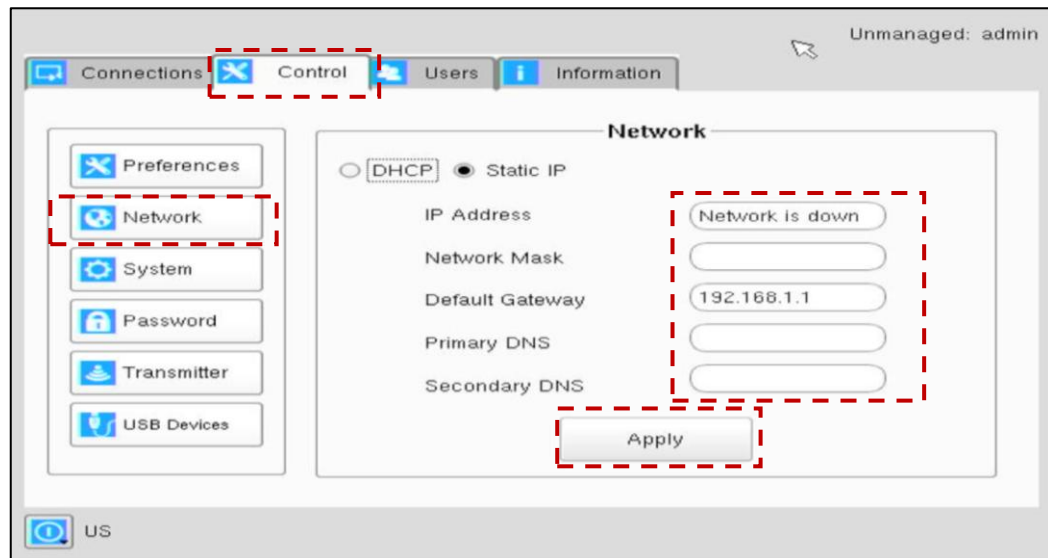 Unmanaged: admin
Connections
Control
Users
Information
Preferences
Network
System
Password
Transmitter
USB Devices
Network
DHCP
Static IP
IP Address
Network is down
Network Mask
Default Gateway
192.168.1.1
Primary DNS
Secondary DNS
Apply
US